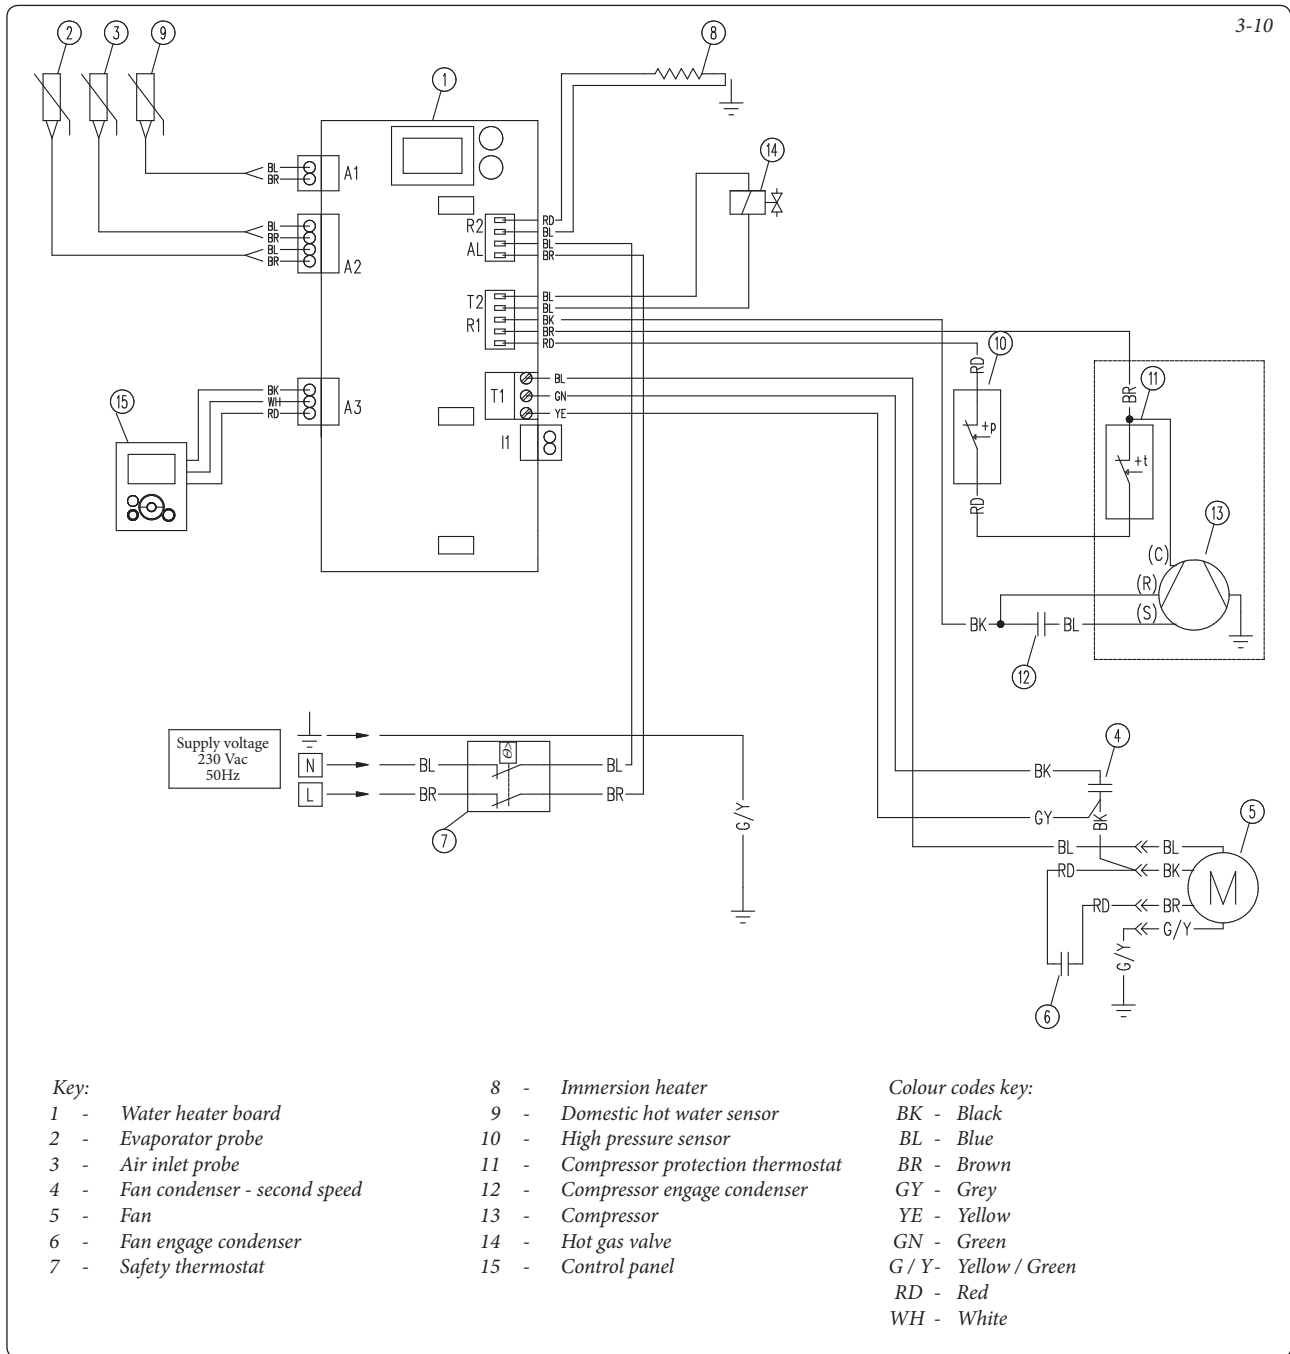 3-10
2 3 9 8
1
14
BL
BR
A1
R2
AL
RD
BL
BL
BR
BL
BR
BL
BR
A2
T2
R1
BL
BL
BK
BR
RD
10
RD
11
BR
15
BK
WH
RD
A3
T1
BL
GN
YE
I1
+p
+t
RD
13
(C)
(R)
(S)
BK
BL
12
Supply voltage
230 Vac
50Hz
N
BL
BL
L
BR
BR
θ>
7
G/Y
4
BK
GY
BK
5
BL
BL
RD
BK
M
RD
BR
G/Y
G/Y
6
Key:
1 - Water heater board
2 - Evaporator probe
3 - Air inlet probe
4 - Fan condenser - second speed
5 - Fan
6 - Fan engage condenser
7 - Safety thermostat
8 - Immersion heater
9 - Domestic hot water sensor
10 - High pressure sensor
11 - Compressor protection thermostat
12 - Compressor engage condenser
13 - Compressor
14 - Hot gas valve
15 - Control panel
Colour codes key:
BK - Black
BL - Blue
BR - Brown
GY - Grey
YE - Yellow
GN - Green
G / Y - Yellow / Green
RD - Red
WH - White